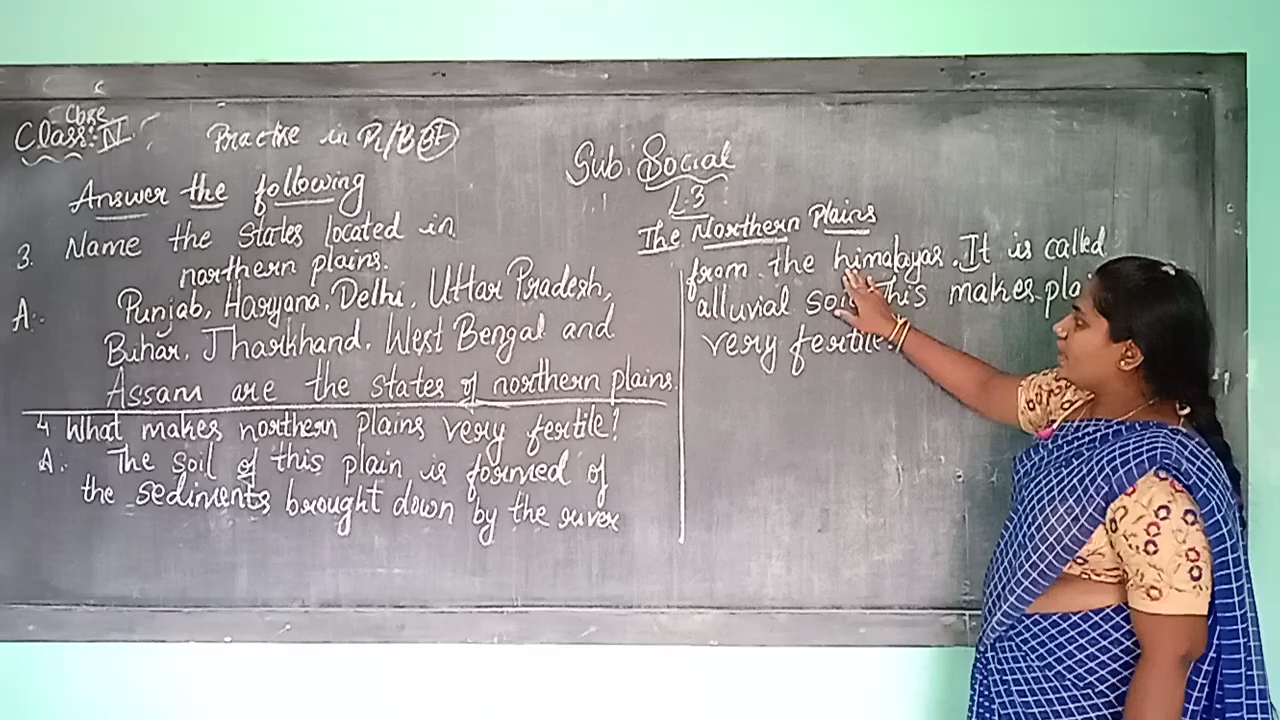 Cbse
Class: IV
Practise in R/B
Sub: Social
L.3
The Northern Plains
Answer the following
3. Name the states located in
northern plains.
A:. Punjab, Haryana, Delhi, Uttar Pradesh,
Bihar, Jharkhand, West Bengal and
Assam are the states of northern plains.
4 What makes northern plains very fertile?
A:. The soil of this plain is formed of
the sediments brought down by the river
from the himalayas. It is called
alluvial soil. This makes
very fertile.